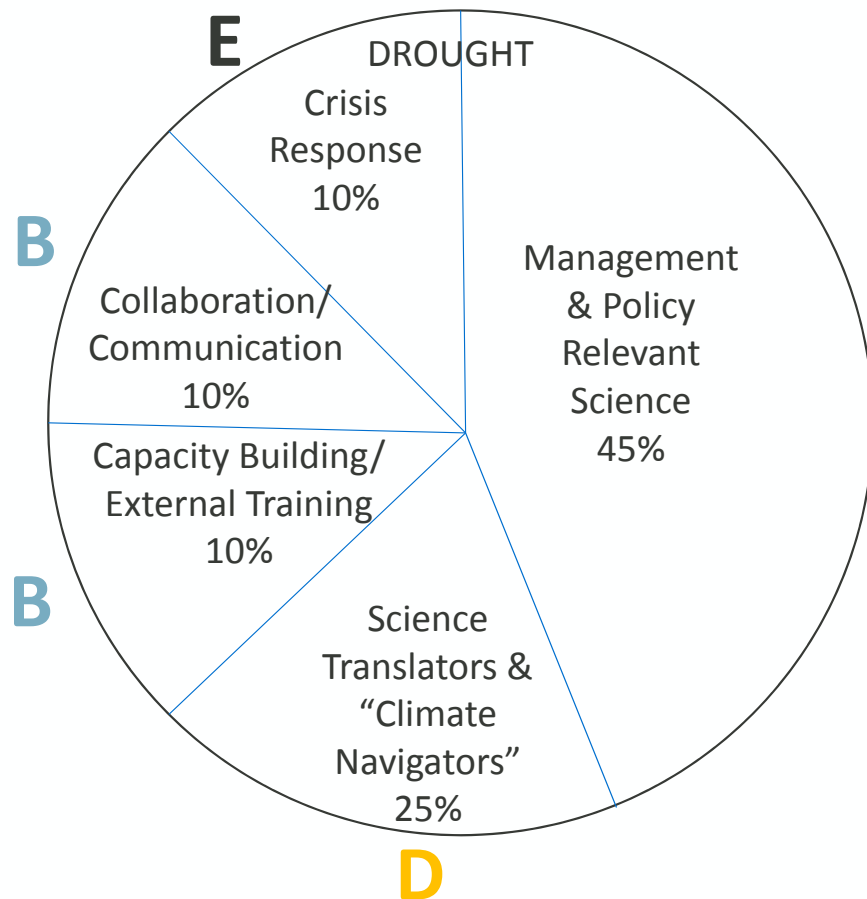 E
DROUGHT
Crisis
Response
10%
B
Collaboration/
Communication
10%
Management
& Policy
Relevant
Science
45%
Capacity Building/
External Training
10%
B
Science
Translators &
“Climate
Navigators”
25%
D